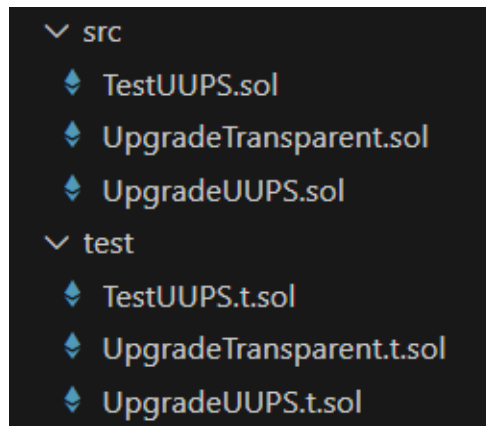 src
TestUUPS.sol
UpgradeTransparent.sol
UpgradeUUPS.sol
test
TestUUPS.t.sol
UpgradeTransparent.t.sol
UpgradeUUPS.t.sol